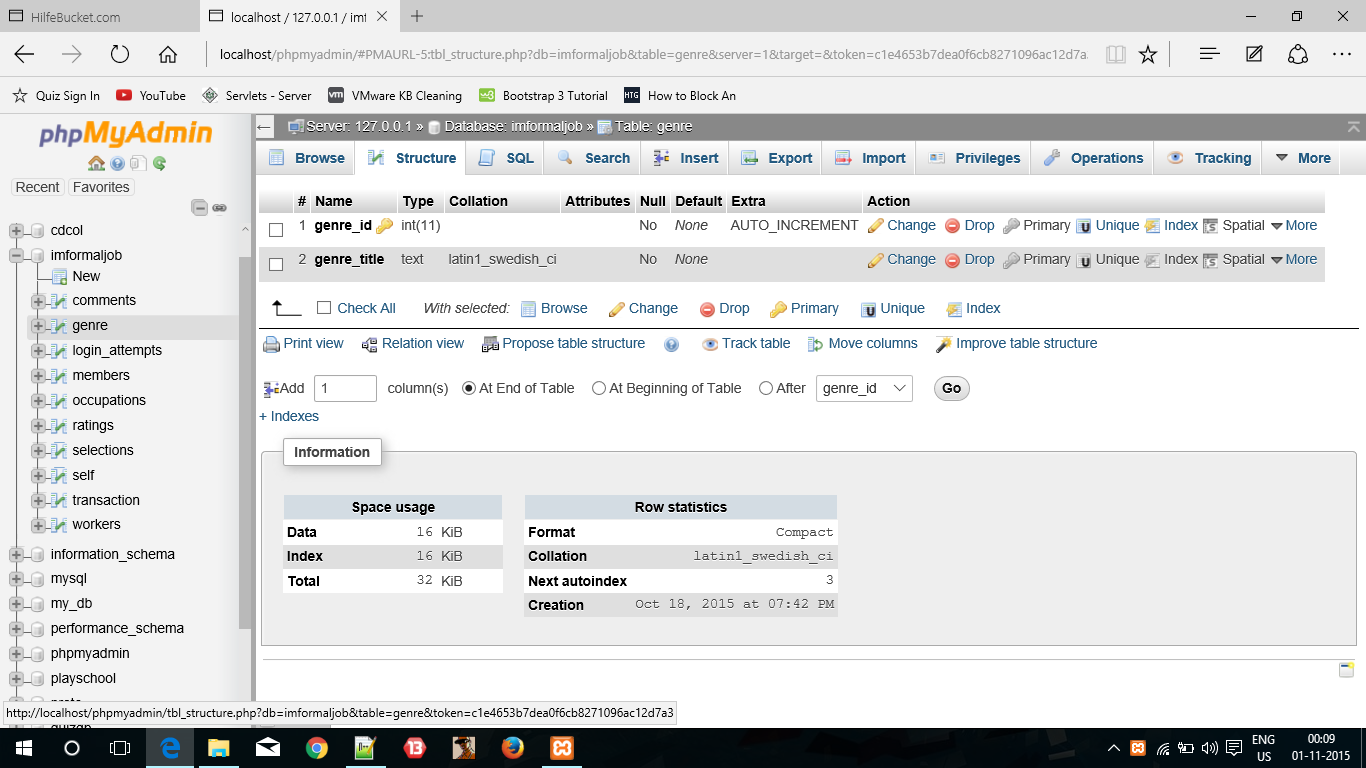 HilfeBucket.com
localhost / 127.0.0.1 / imf
localhost/phpmyadmin/#PMAURL-5:tbl_structure.php?db=imformaljob&table=genre&server=1&target=&token=c1e4653b7dea0f6cb8271096ac12d7a
Quiz Sign In YouTube Servlets - Server VMware KB Cleaning Bootstrap 3 Tutorial How to Block An
phpMyAdmin
Recent Favorites
cdcol
imformaljob
New
comments
genre
login_attempts
members
occupations
ratings
selections
self
transaction
workers
information_schema
mysql
my_db
performance_schema
phpmyadmin
playschool
Server: 127.0.0.1 » Database: imformaljob » Table: genre
Browse Structure SQL Search Insert Export Import Privileges Operations Tracking More
# Name Type Collation Attributes Null Default Extra Action
1 genre_id int(11) No None AUTO_INCREMENT Change Drop Primary Unique Index Spatial More
2 genre_title text latin1_swedish_ci No None Change Drop Primary Unique Index Spatial More
Check All With selected: Browse Change Drop Primary Unique Index
Print view Relation view Propose table structure Track table Move columns Improve table structure
Add 1 column(s) At End of Table At Beginning of Table After genre_id Go
+ Indexes
Information
Space usage
Data 16 KiB
Index 16 KiB
Total 32 KiB
Row statistics
Format Compact
Collation latin1_swedish_ci
Next autoindex 3
Creation Oct 18, 2015 at 07:42 PM
http://localhost/phpmyadmin/tbl_structure.php?db=imformaljob&table=genre&token=c1e4653b7dea0f6cb8271096ac12d7a3
ENG
US
00:09
01-11-2015